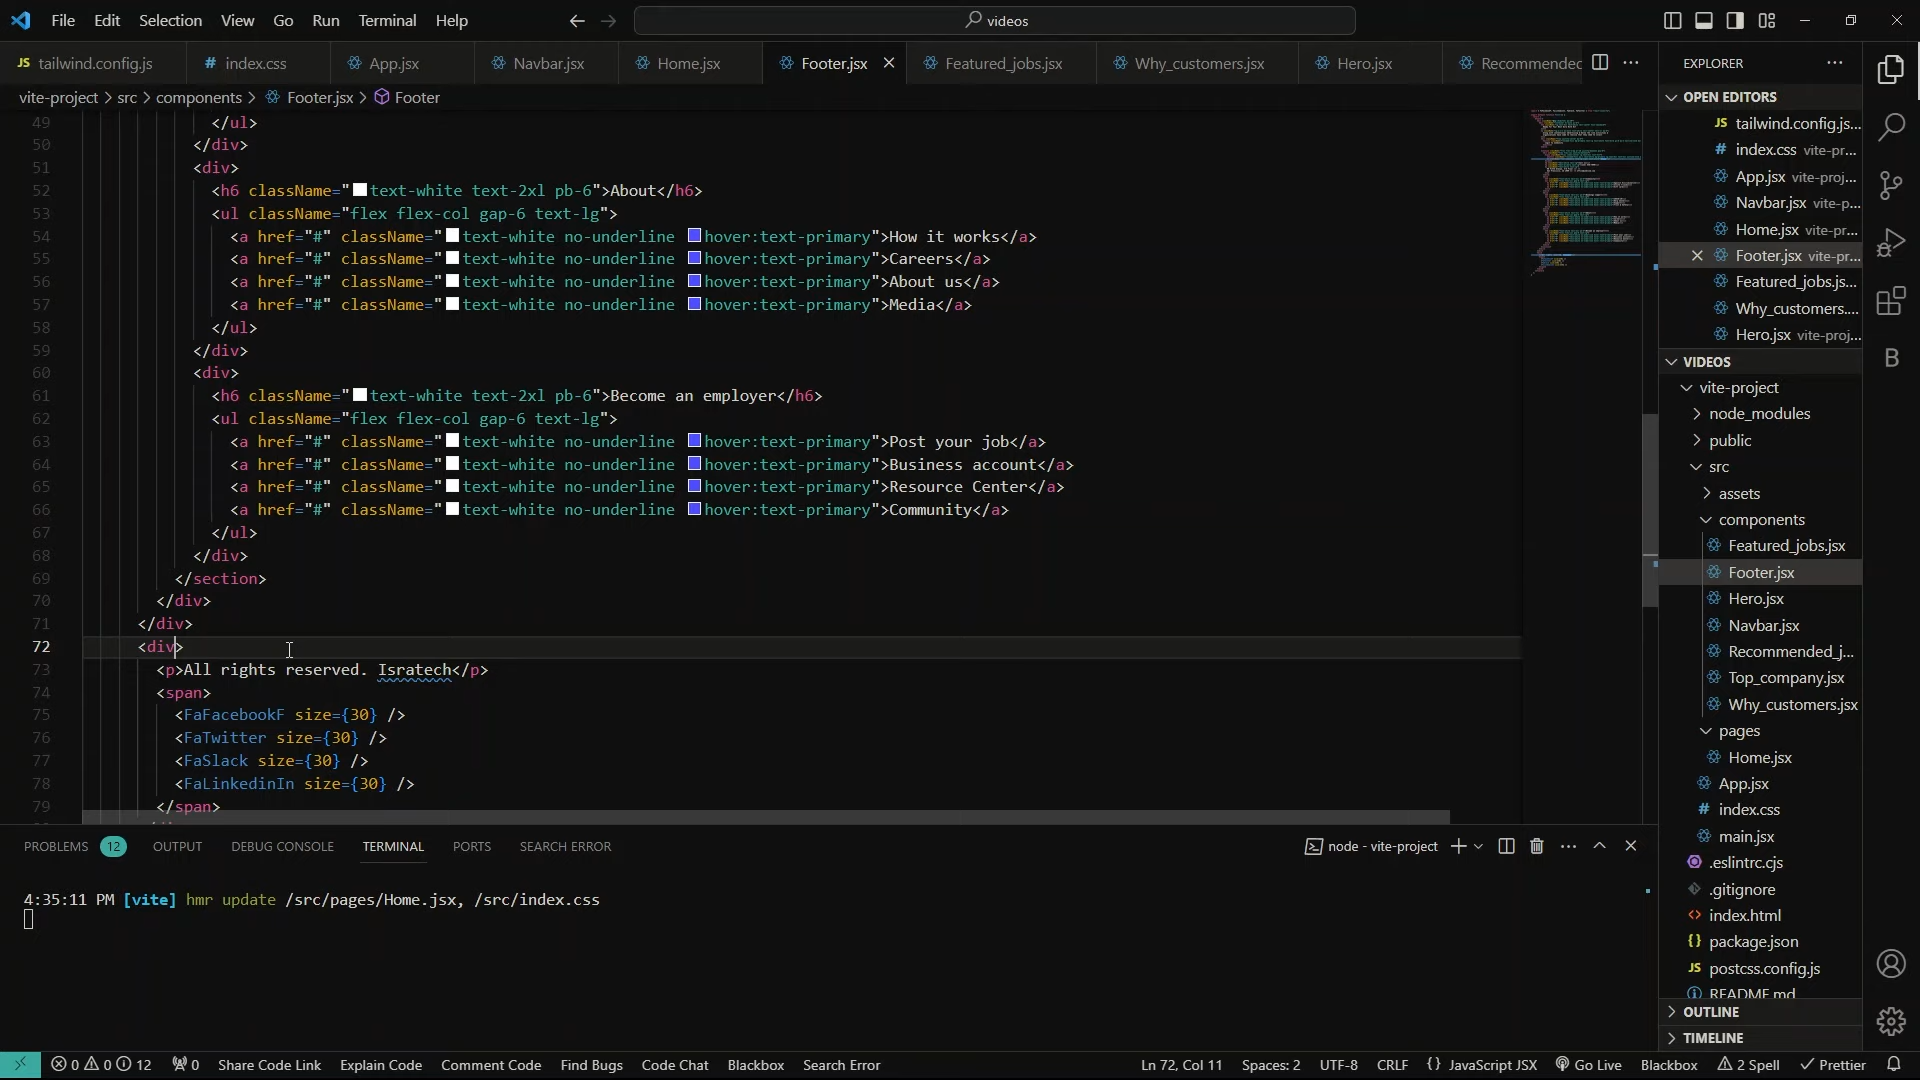 File Edit Selection View Go Run Terminal Help
videos
tailwind.config.js
index.css
App.jsx
Navbar.jsx
Home.jsx
Footer.jsx
Featured_jobs.jsx
Why_customers.jsx
Hero.jsx
Recommended
vite-project > src > components > Footer.jsx > Footer
49 </ul>
50 </div>
51 <div>
52 <h6 className="text-white text-2xl pb-6">About</h6>
53 <ul className="flex flex-col gap-6 text-lg">
54 <a href="#" className="text-white no-underline hover:text-primary">How it works</a>
55 <a href="#" className="text-white no-underline hover:text-primary">Careers</a>
56 <a href="#" className="text-white no-underline hover:text-primary">About us</a>
57 <a href="#" className="text-white no-underline hover:text-primary">Media</a>
58 </ul>
59 </div>
60 <div>
61 <h6 className="text-white text-2xl pb-6">Become an employer</h6>
62 <ul className="flex flex-col gap-6 text-lg">
63 <a href="#" className="text-white no-underline hover:text-primary">Post your job</a>
64 <a href="#" className="text-white no-underline hover:text-primary">Business account</a>
65 <a href="#" className="text-white no-underline hover:text-primary">Resource Center</a>
66 <a href="#" className="text-white no-underline hover:text-primary">Community</a>
67 </ul>
68 </div>
69 </section>
70 </div>
71 </div>
72 <div>
73 <p>All rights reserved. Isratech</p>
74 <span>
75 <FaFacebookF size={30} />
76 <FaTwitter size={30} />
77 <FaSlack size={30} />
78 <FaLinkedinIn size={30} />
79 </span>
PROBLEMS 12 OUTPUT DEBUG CONSOLE TERMINAL PORTS SEARCH ERROR
node - vite-project
4:35:11 PM [vite] hmr update /src/pages/Home.jsx, /src/index.css
EXPLORER
OPEN EDITORS
JS tailwind.config.js...
# index.css vite-pr...
App.jsx vite-proj...
Navbar.jsx vite-p...
Home.jsx vite-pr...
Footer.jsx vite-pr...
Featured_jobs.js...
Why_customers....
Hero.jsx vite-proj...
VIDEOS
vite-project
node_modules
public
src
assets
components
Featured_jobs.jsx
Footer.jsx
Hero.jsx
Navbar.jsx
Recommended_j...
Top_company.jsx
Why_customers.jsx
pages
Home.jsx
App.jsx
# index.css
main.jsx
.eslintrc.cjs
.gitignore
<> index.html
{} package.json
JS postcss.config.js
README.md
OUTLINE
TIMELINE
B
0 0 12 0 Share Code Link Explain Code Comment Code Find Bugs Code Chat Blackbox Search Error
Ln 72, Col 11 Spaces: 2 UTF-8 CRLF {} JavaScript JSX Go Live Blackbox 2 Spell Prettier